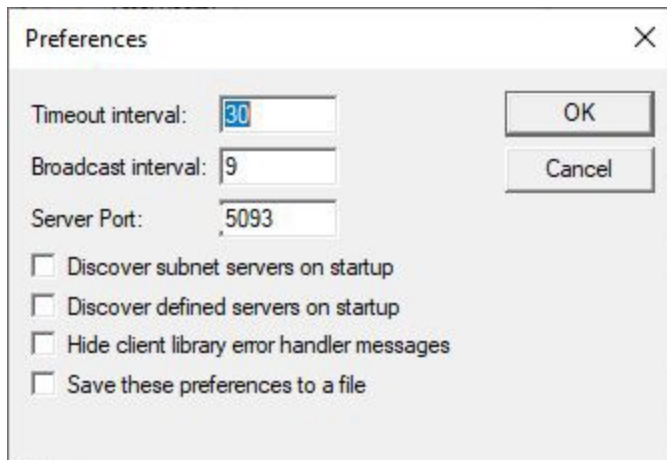 Preferences
Timeout interval: 30
OK
Broadcast interval: 9
Cancel
Server Port: 5093
Discover subnet servers on startup
Discover defined servers on startup
Hide client library error handler messages
Save these preferences to a file